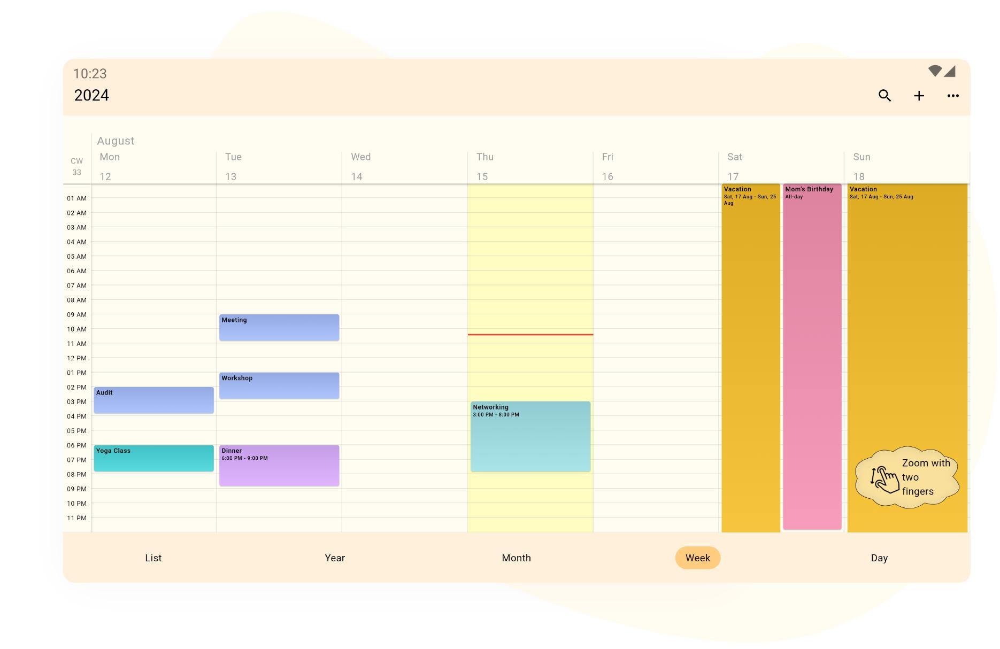 10:23
2024
August
Mon
Tue
Wed
Thu
Fri
Sat
Sun
CW
33
12
13
14
15
16
17
18
Vacation
Sat, 17 Aug - Sun, 25
Aug
Mom's Birthday
All-day
Vacation
Sat, 17 Aug - Sun, 25 Aug
01 AM
02 AM
03 AM
04 AM
05 AM
06 AM
07 AM
08 AM
09 AM
Meeting
10 AM
11 AM
12 PM
01 PM
Workshop
02 PM
Audit
03 PM
Networking
3:00 PM - 8:00 PM
04 PM
05 PM
06 PM
Yoga Class
Dinner
6:00 PM - 9:00 PM
07 PM
08 PM
09 PM
10 PM
11 PM
Zoom with
two
fingers
List
Year
Month
Week
Day